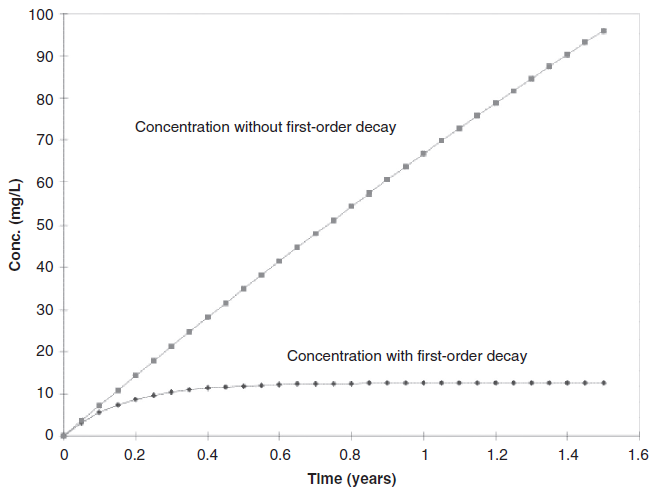 100
90
80
70
60
50
40
30
20
10
0
Conc. (mg/L)
Concentration without first-order decay
Concentration with first-order decay
0 0.2 0.4 0.6 0.8 1 1.2 1.4 1.6
Time (years)